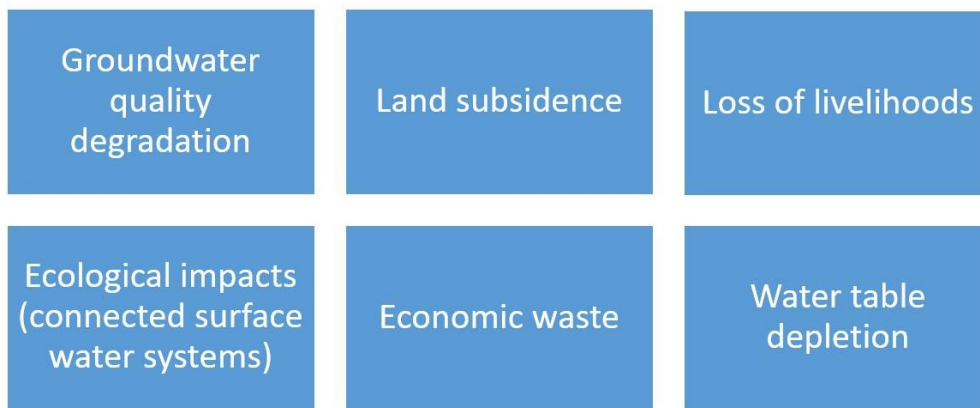 Groundwater
quality
degradation
Land subsidence
Loss of livelihoods
Ecological impacts
(connected surface
water systems)
Economic waste
Water table
depletion